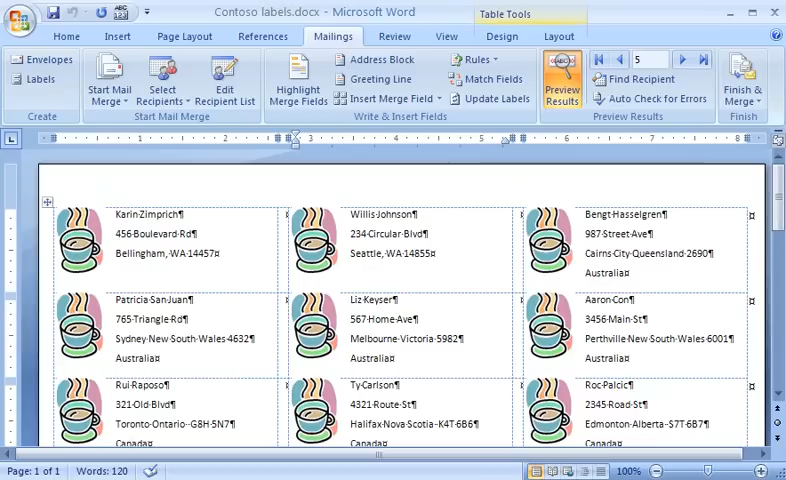 Contoso labels.docx - Microsoft Word
Table Tools
Home Insert Page Layout References Mailings Review View Design Layout
Envelopes
Labels
Create
Start Mail Merge
Select Recipients
Edit Recipient List
Start Mail Merge
Highlight Merge Fields
Address Block
Greeting Line
Insert Merge Field
Rules
Match Fields
Update Labels
Write & Insert Fields
ABC
Preview Results
5
Find Recipient
Auto Check for Errors
Preview Results
Finish & Merge
Finish
1 3 4 5 6 7 8
Karin·Zimprich¶
456·Boulevard·Rd¶
Bellingham,·WA·14457¤
Willis·Johnson¶
234·Circular·Blvd¶
Seattle,·WA·14855¤
Bengt·Hasselgren¶
987·Street·Ave¶
Cairns·City·Queensland·2690¶
Australia¤
Patricia·San·Juan¶
765·Triangle·Rd¶
Sydney·New·South·Wales·4632¶
Australia¤
Liz·Keyser¶
567·Home·Ave¶
Melbourne·Victoria·5982¶
Australia¤
Aaron·Con¶
3456·Main·St¶
Perthville·New·South·Wales·6001¶
Australia¤
Rui·Raposo¶
321·Old·Blvd¶
Toronto·Ontario··G8H·5N7¶
Canada¤
Ty·Carlson¶
4321·Route·St¶
Halifax·Nova·Scotia··K4T·6B6¶
Canada¤
Roc·Palcic¶
2345·Road·St¶
Edmonton·Alberta··S7T·6B7¶
Canada¤
Page: 1 of 1 Words: 120 100%